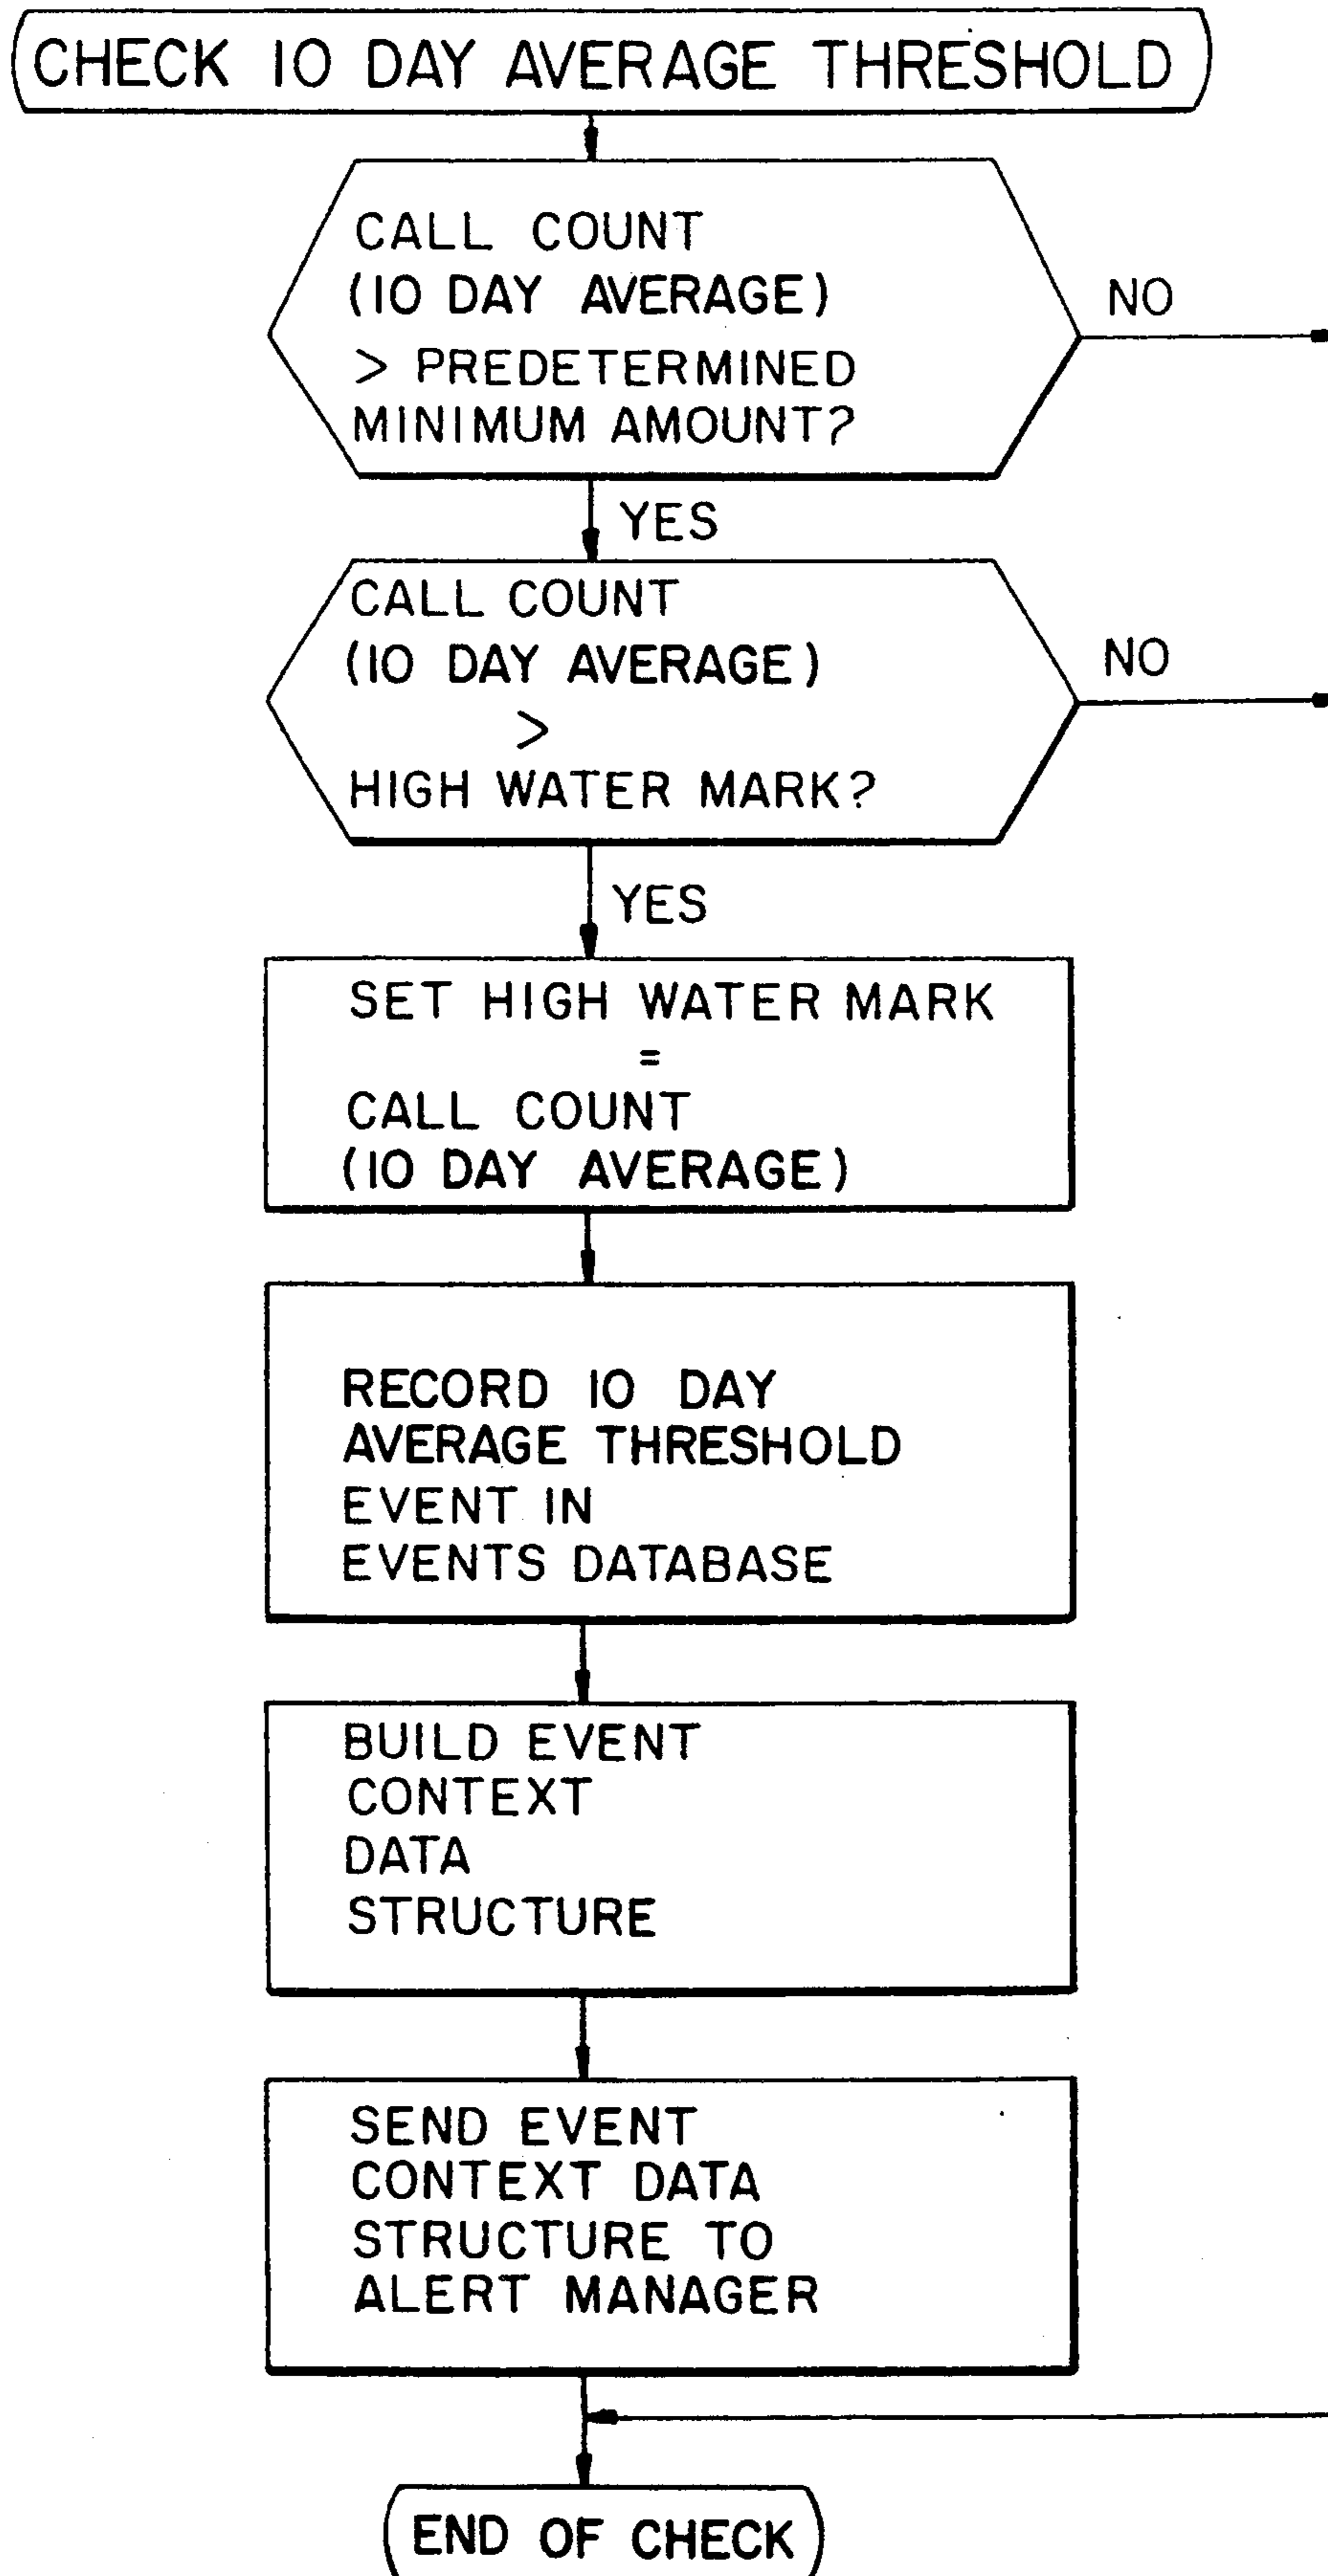 CHECK 10 DAY AVERAGE THRESHOLD
CALL COUNT
(10 DAY AVERAGE)
> PREDETERMINED
MINIMUM AMOUNT?
NO
YES
CALL COUNT
(10 DAY AVERAGE)
>
HIGH WATER MARK?
NO
YES
SET HIGH WATER MARK
=
CALL COUNT
(10 DAY AVERAGE)
RECORD 10 DAY
AVERAGE THRESHOLD
EVENT IN
EVENTS DATABASE
BUILD EVENT
CONTEXT
DATA
STRUCTURE
SEND EVENT
CONTEXT DATA
STRUCTURE TO
ALERT MANAGER
END OF CHECK